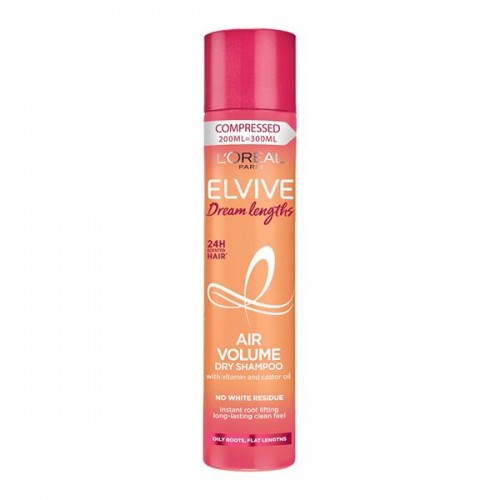 COMPRESSED
200ML=300ML
L'ORÉAL
PARIS
ELVIVE
Dream lengths
24H
SCENTED
HAIR*
AIR
VOLUME
DRY SHAMPOO
with vitamin and castor oil
NO WHITE RESIDUE
Instant root lifting
long-lasting clean feel
OILY ROOTS, FLAT LENGTHS